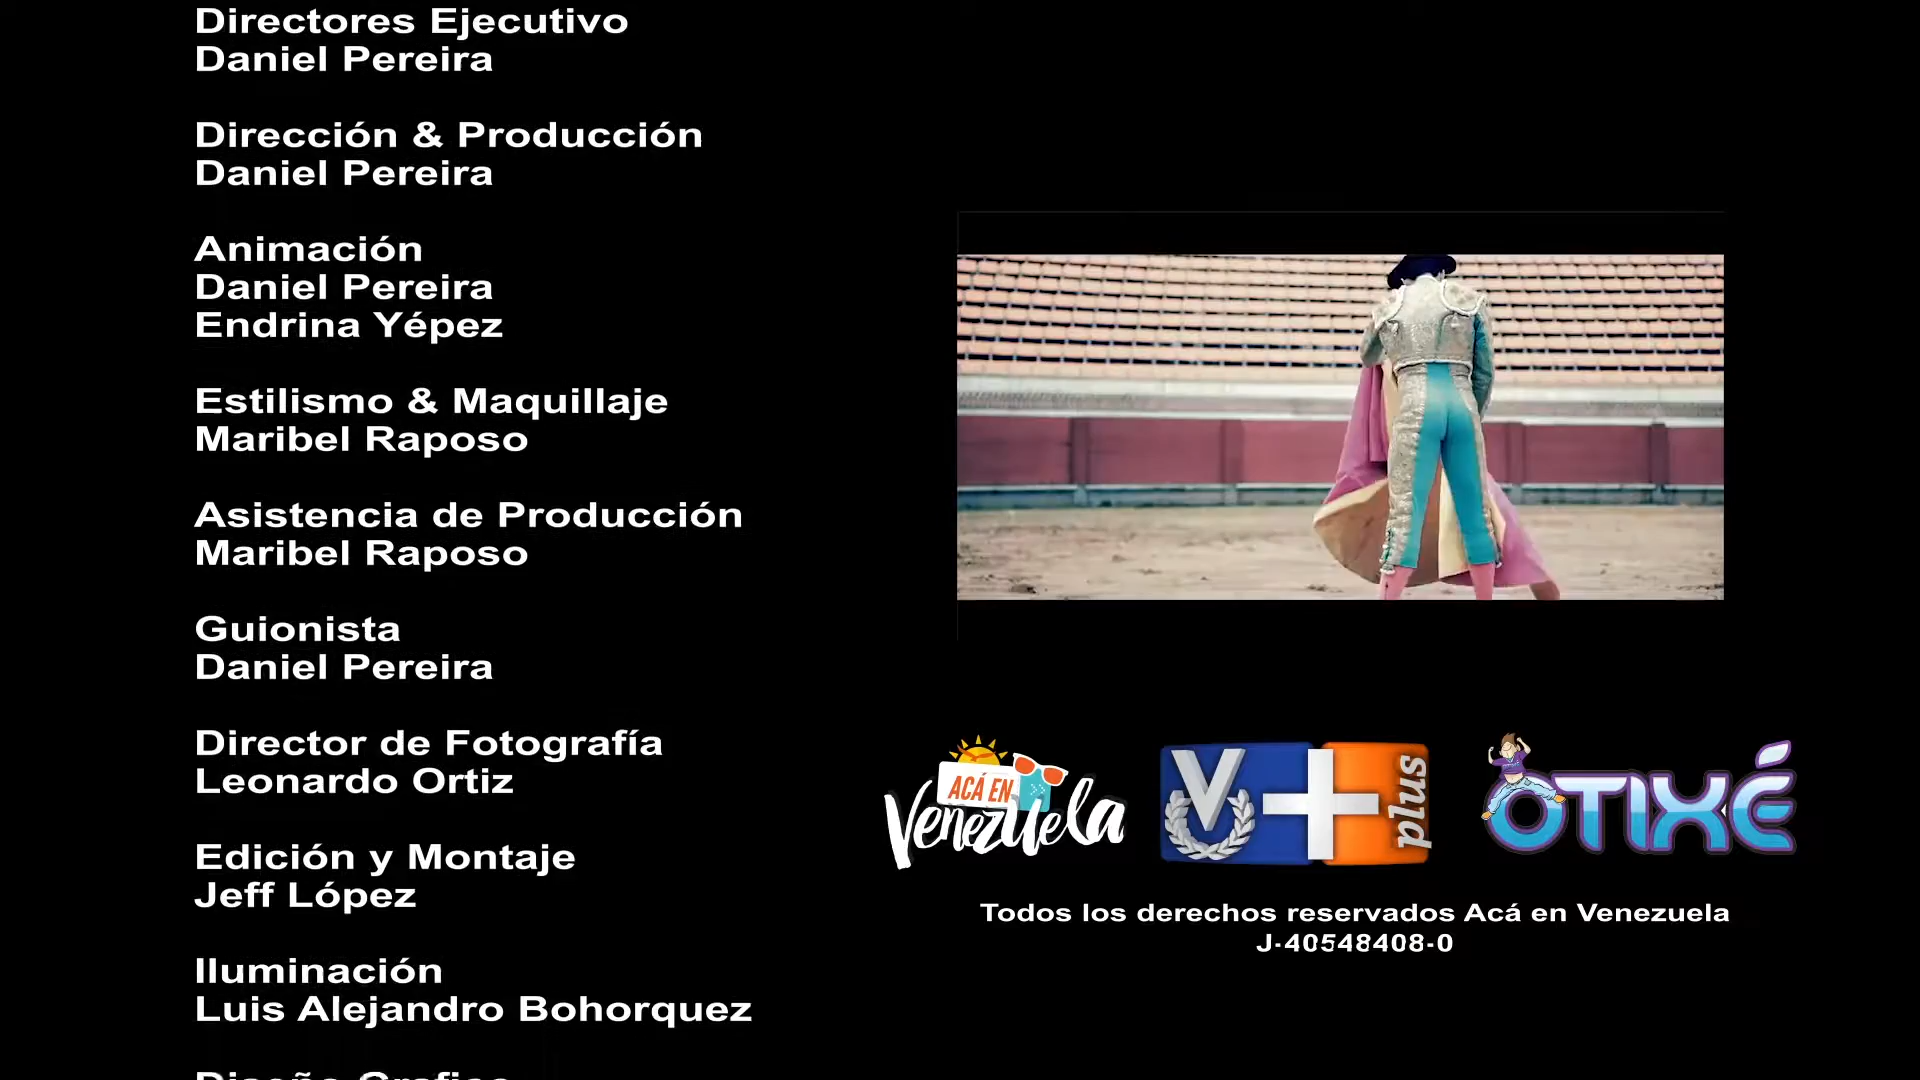 Directores Ejecutivo
Daniel Pereira
Dirección & Producción
Daniel Pereira
Animación
Daniel Pereira
Endrina Yépez
Estilismo & Maquillaje
Maribel Raposo
Asistencia de Producción
Maribel Raposo
Guionista
Daniel Pereira
Director de Fotografía
Leonardo Ortiz
Edición y Montaje
Jeff López
Iluminación
Luis Alejandro Bohorquez
ACÁ EN
Venezuela
V+
plus
OTIXÉ
Todos los derechos reservados Acá en Venezuela
J-40548408-0